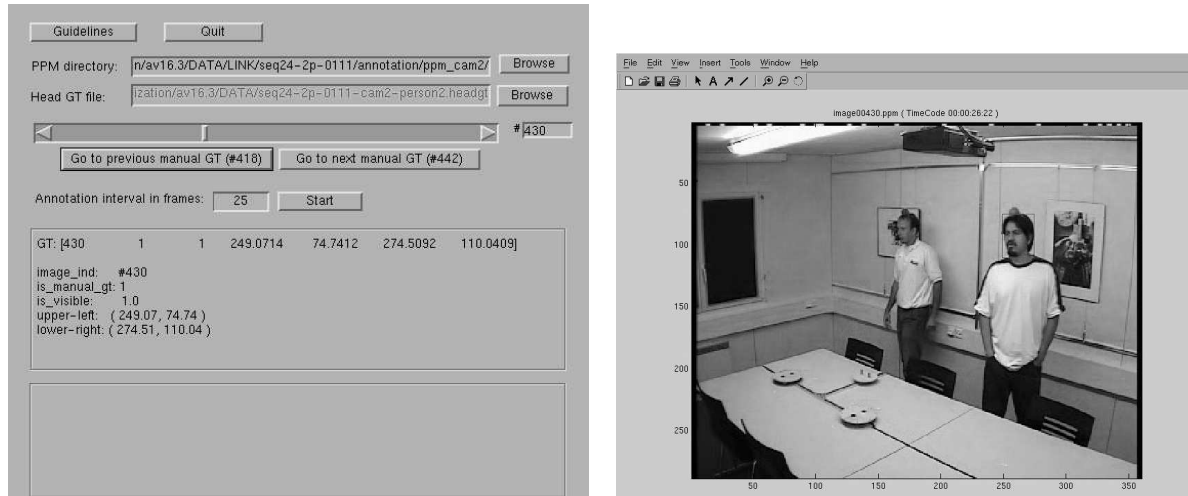 Guidelines Quit
PPM directory: n/av16.3/DATA/LINK/seq24-2p-0111/annotation/ppm_cam2/ Browse
Head GT file: ization/av16.3/DATA/seq24-2p-0111-cam2-person2.headgt Browse
# 430
Go to previous manual GT (#418) Go to next manual GT (#442)
Annotation interval in frames: 25 Start
GT: [430 1 1 249.0714 74.7412 274.5092 110.0409]
image_ind: #430
is_manual_gt: 1
is_visible: 1.0
upper-left: ( 249.07, 74.74 )
lower-right: ( 274.51, 110.04 )
File Edit View Insert Tools Window Help
A
image00430.ppm ( TimeCode 00:00:26:22 )
50
100
150
200
250
50 100 150 200 250 300 350